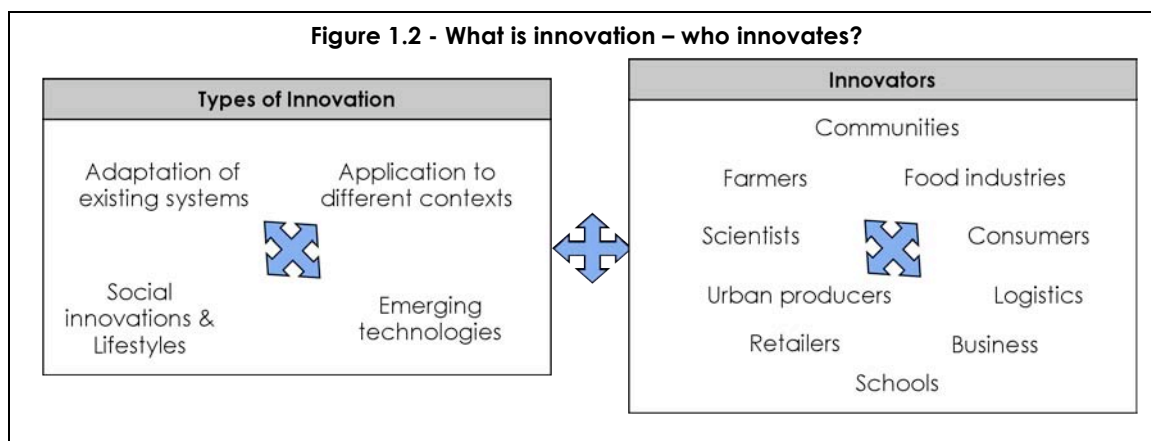 Figure 1.2 - What is innovation – who innovates?
Types of Innovation
Adaptation of
existing systems
Application to
different contexts
Social
innovations &
Lifestyles
Emerging
technologies
Innovators
Communities
Farmers
Food industries
Scientists
Consumers
Urban producers
Logistics
Retailers
Business
Schools